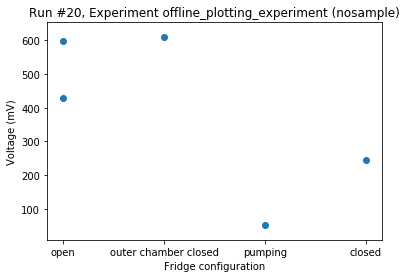 Run #20, Experiment offline_plotting_experiment (nosample)
600
500
400
300
200
100
Voltage (mV)
open outer chamber closed pumping closed
Fridge configuration